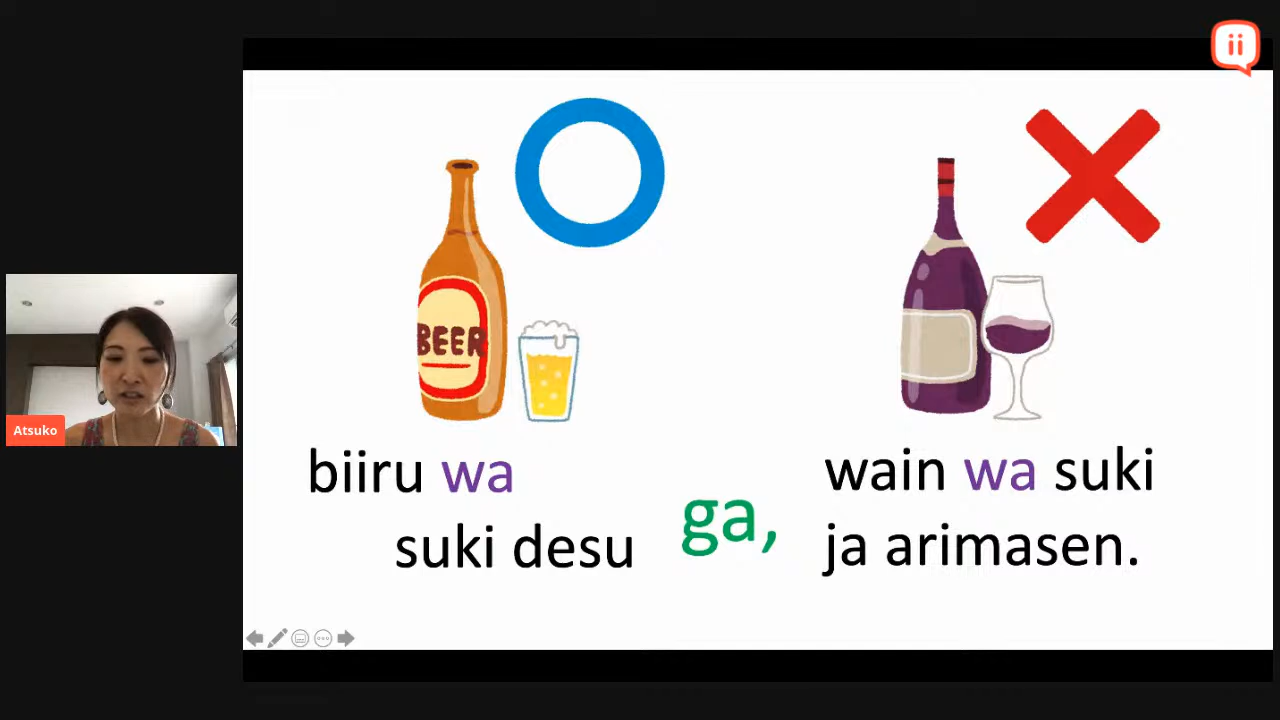 ii
BEER
biiru wa
suki desu
ga,
wain wa suki
ja arimasen.
Atsuko